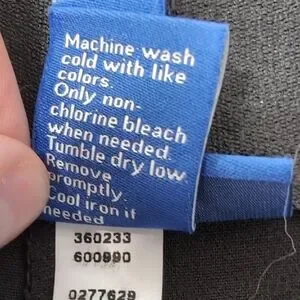 Machine wash
cold with like
colors.
Only non-
chlorine bleach
when needed.
Tumble dry low.
Remove
promptly.
Cool iron if
needed
360233
600990
0277629